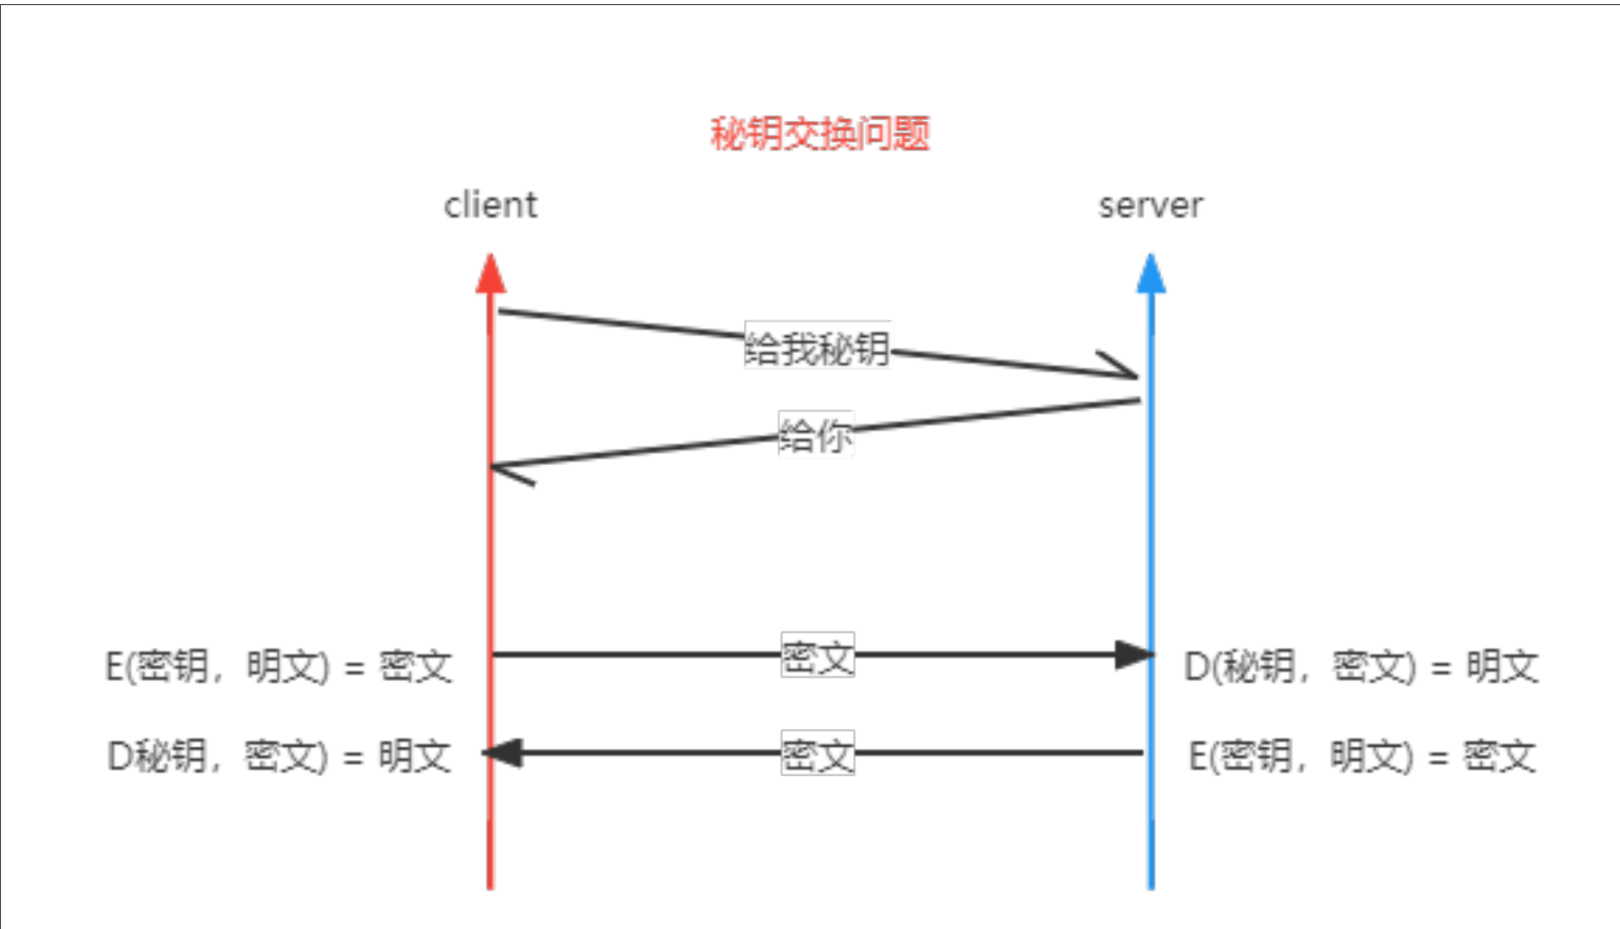 秘钥交换问题
client
server
给我秘钥
给你
E(密钥，明文) = 密文
密文
D(秘钥，密文) = 明文
D秘钥，密文) = 明文
密文
E(密钥，明文) = 密文